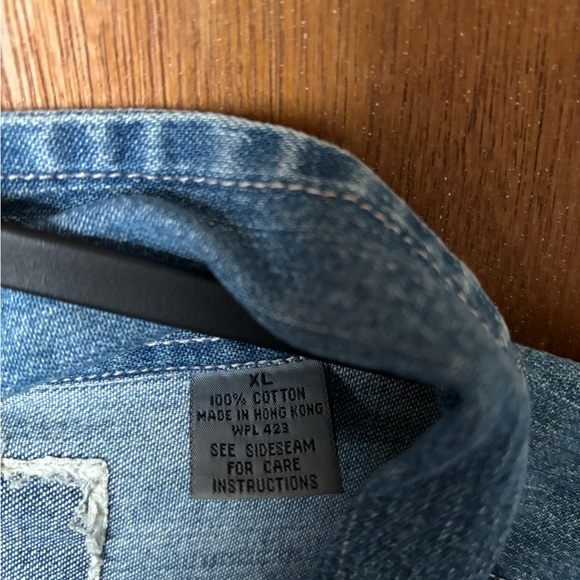 XL
100% COTTON
MADE IN HONG KONG
WPL 423
SEE SIDESEAM
FOR CARE
INSTRUCTIONS